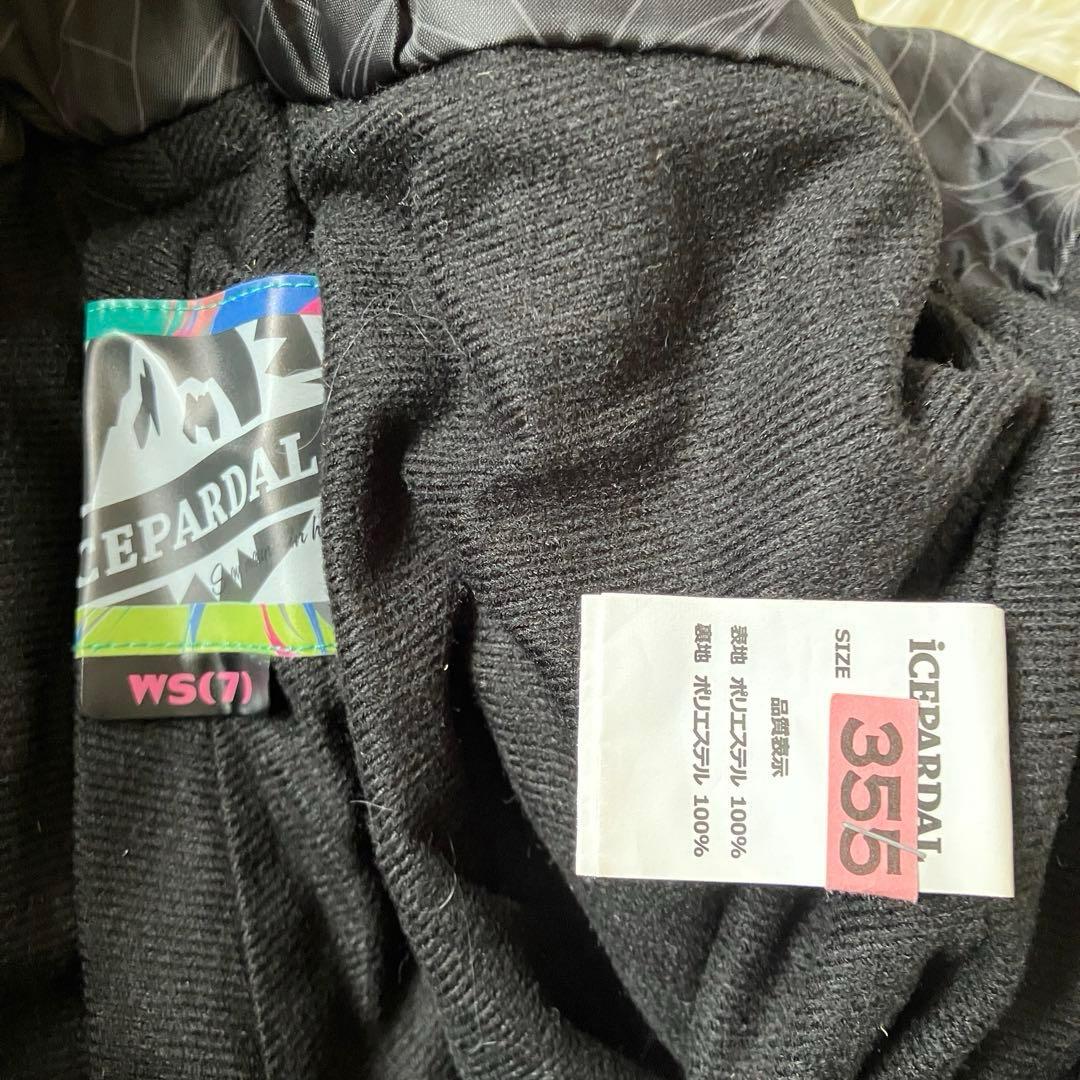 ICEPARDAL
WS(7)
iCEPARDAL
SIZE
355
品質表示
表地 ポリエステル 100%
裏地 ポリエステル 100%